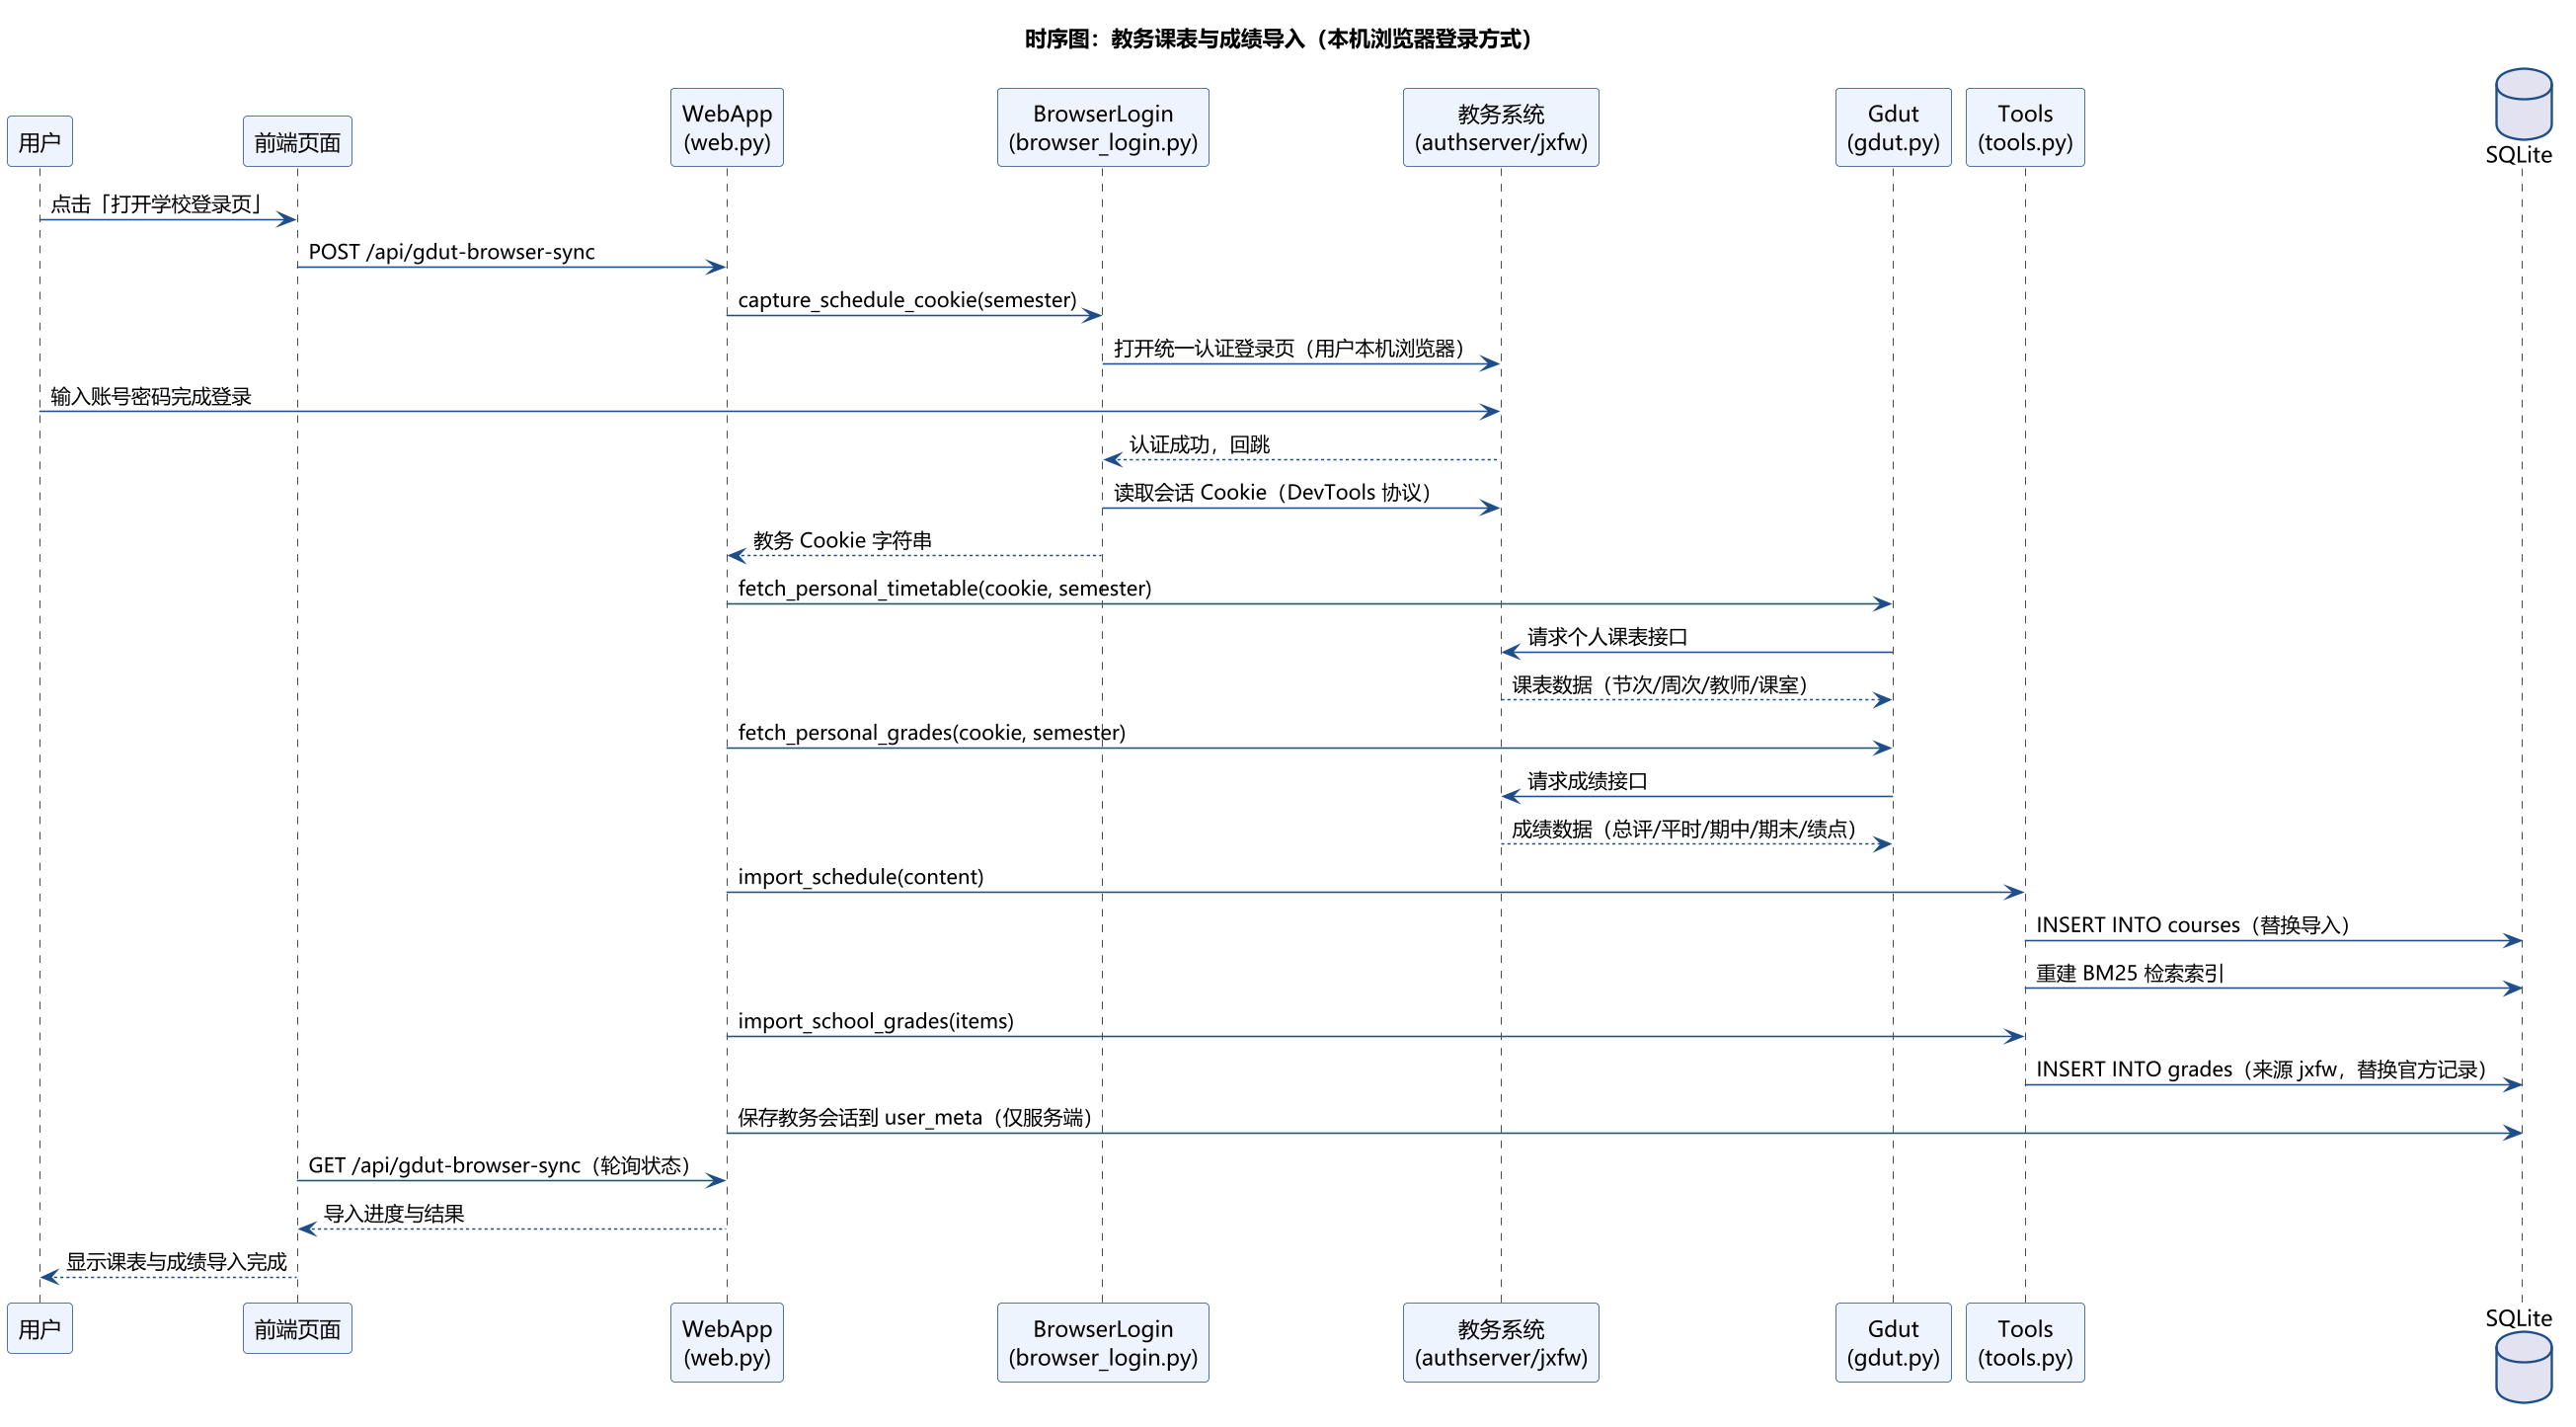 时序图：教务课表与成绩导入（本机浏览器登录方式）
用户
前端页面
WebApp
(web.py)
BrowserLogin
(browser_login.py)
教务系统
(authserver/jxfw)
Gdut
(gdut.py)
Tools
(tools.py)
SQLite
点击「打开学校登录页」
POST /api/gdut-browser-sync
capture_schedule_cookie(semester)
打开统一认证登录页（用户本机浏览器）
输入账号密码完成登录
认证成功，回跳
读取会话 Cookie（DevTools 协议）
教务 Cookie 字符串
fetch_personal_timetable(cookie, semester)
请求个人课表接口
课表数据（节次/周次/教师/课室）
fetch_personal_grades(cookie, semester)
请求成绩接口
成绩数据（总评/平时/期中/期末/绩点）
import_schedule(content)
INSERT INTO courses（替换导入）
重建 BM25 检索索引
import_school_grades(items)
INSERT INTO grades（来源 jxfw，替换官方记录）
保存教务会话到 user_meta（仅服务端）
GET /api/gdut-browser-sync（轮询状态）
导入进度与结果
显示课表与成绩导入完成
用户
前端页面
WebApp
(web.py)
BrowserLogin
(browser_login.py)
教务系统
(authserver/jxfw)
Gdut
(gdut.py)
Tools
(tools.py)
SQLite